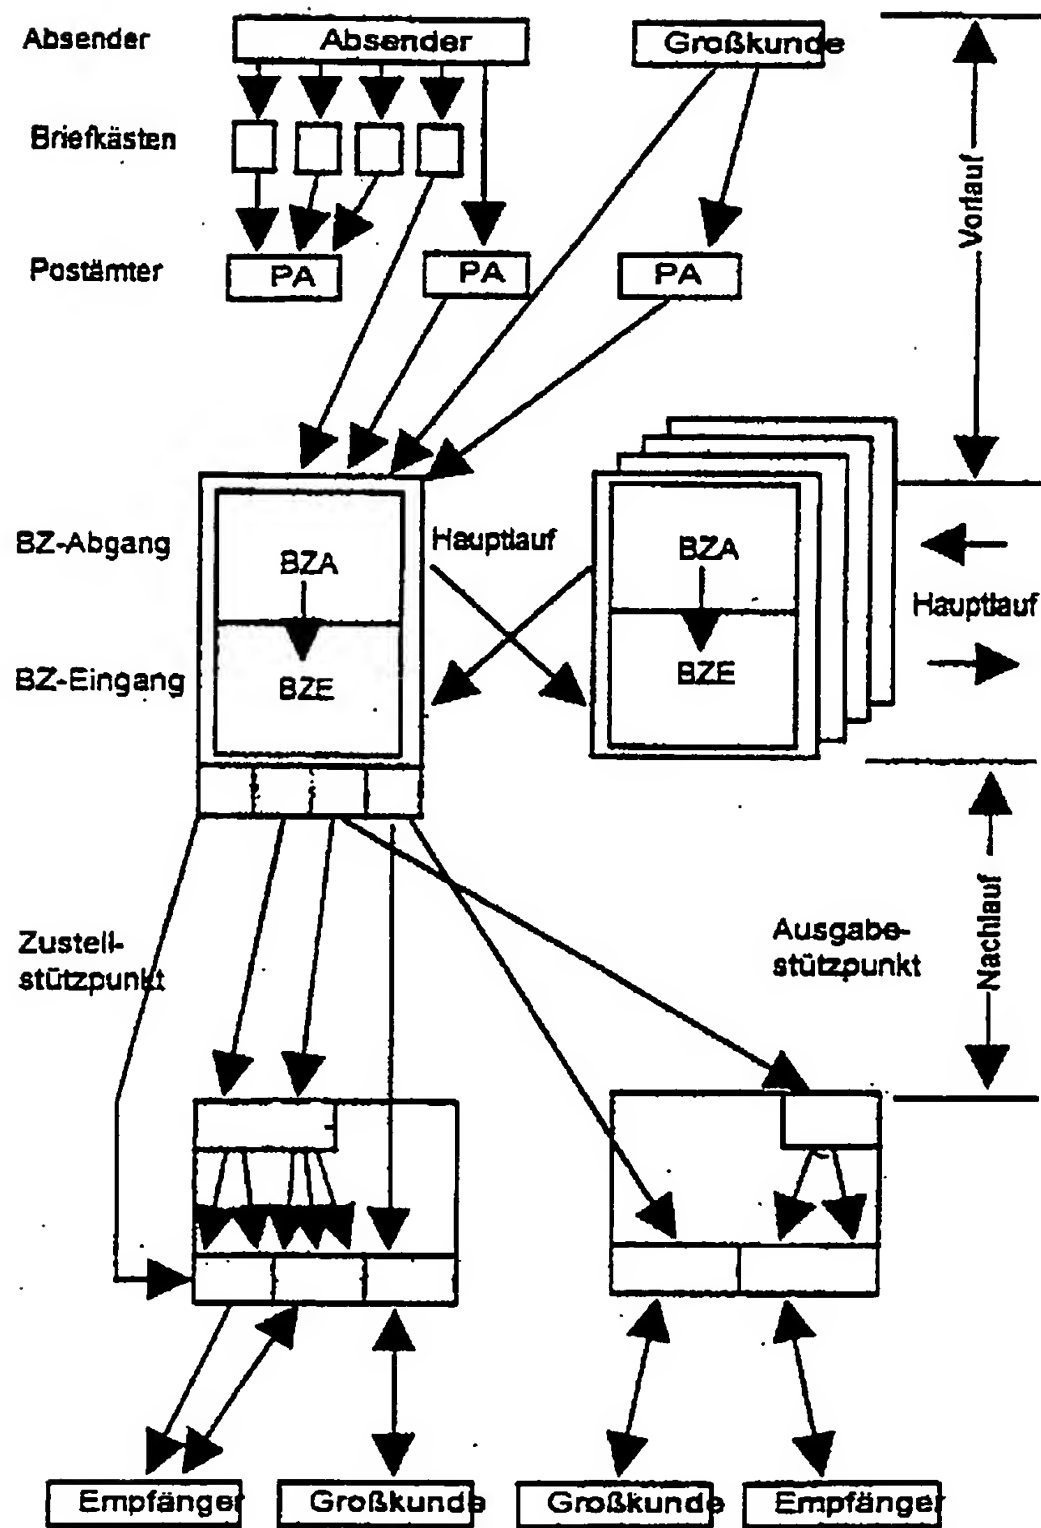 Absender
Absender
Großkunde
Briefkästen
Vorlauf
Postämter
PA
PA
PA
BZ-Abgang
BZA
Hauptlauf
BZA
Hauptlauf
BZ-Eingang
BZE
BZE
Zustell-
stützpunkt
Ausgabe-
stützpunkt
Nachlauf
Empfänger
Großkunde
Großkunde
Empfänger